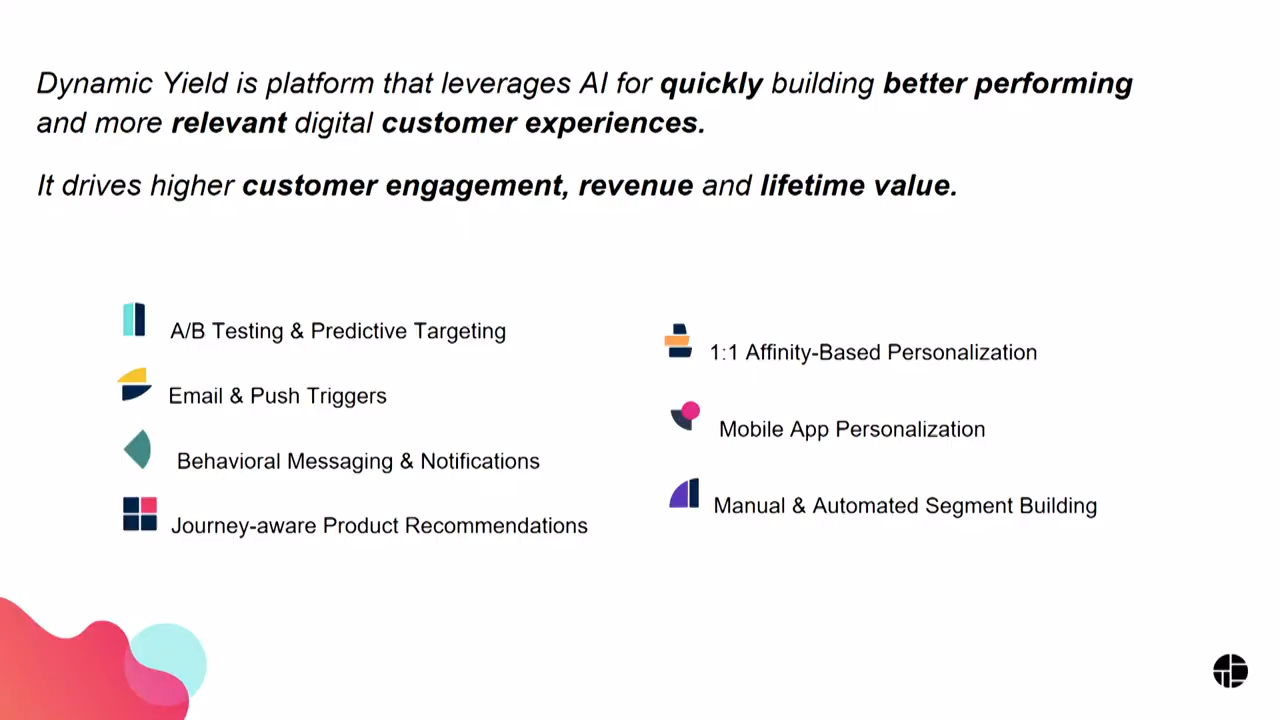 Dynamic Yield is platform that leverages AI for quickly building better performing
and more relevant digital customer experiences.
It drives higher customer engagement, revenue and lifetime value.
A/B Testing & Predictive Targeting
Email & Push Triggers
Behavioral Messaging & Notifications
Journey-aware Product Recommendations
1:1 Affinity-Based Personalization
Mobile App Personalization
Manual & Automated Segment Building